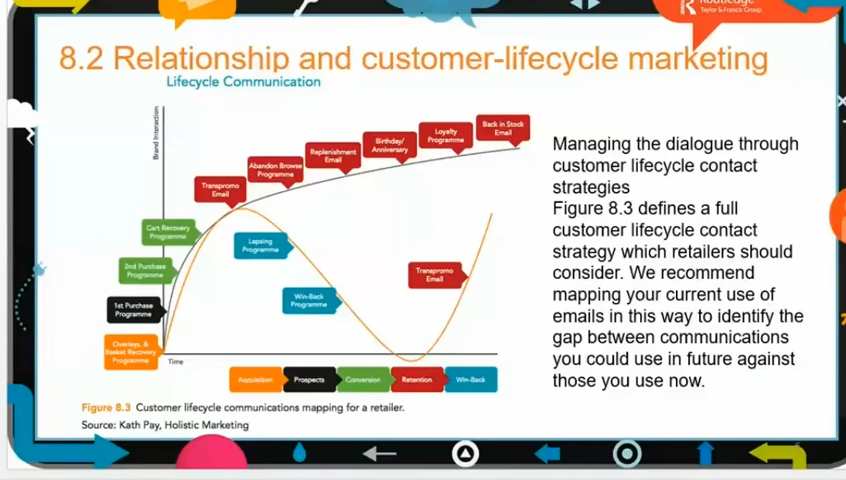 Routledge
Taylor & Francis Group
8.2 Relationship and customer-lifecycle marketing
Lifecycle Communication
Brand Interaction
Back in Stock
Email
Loyalty
Programme
Birthday/
Anniversary
Replenishment
Email
Abandon Browse
Programme
Transpromo
Email
Cart Recovery
Programme
Lapsing
Programme
2nd Purchase
Programme
Transpromo
Email
Win-Back
Programme
1st Purchase
Programme
Overlays, &
Basket Recovery
Programme
Time
Acquisition
Prospects
Conversion
Retention
Win-Back
Figure 8.3 Customer lifecycle communications mapping for a retailer.
Source: Kath Pay, Holistic Marketing
Managing the dialogue through
customer lifecycle contact
strategies
Figure 8.3 defines a full
customer lifecycle contact
strategy which retailers should
consider. We recommend
mapping your current use of
emails in this way to identify the
gap between communications
you could use in future against
those you use now.